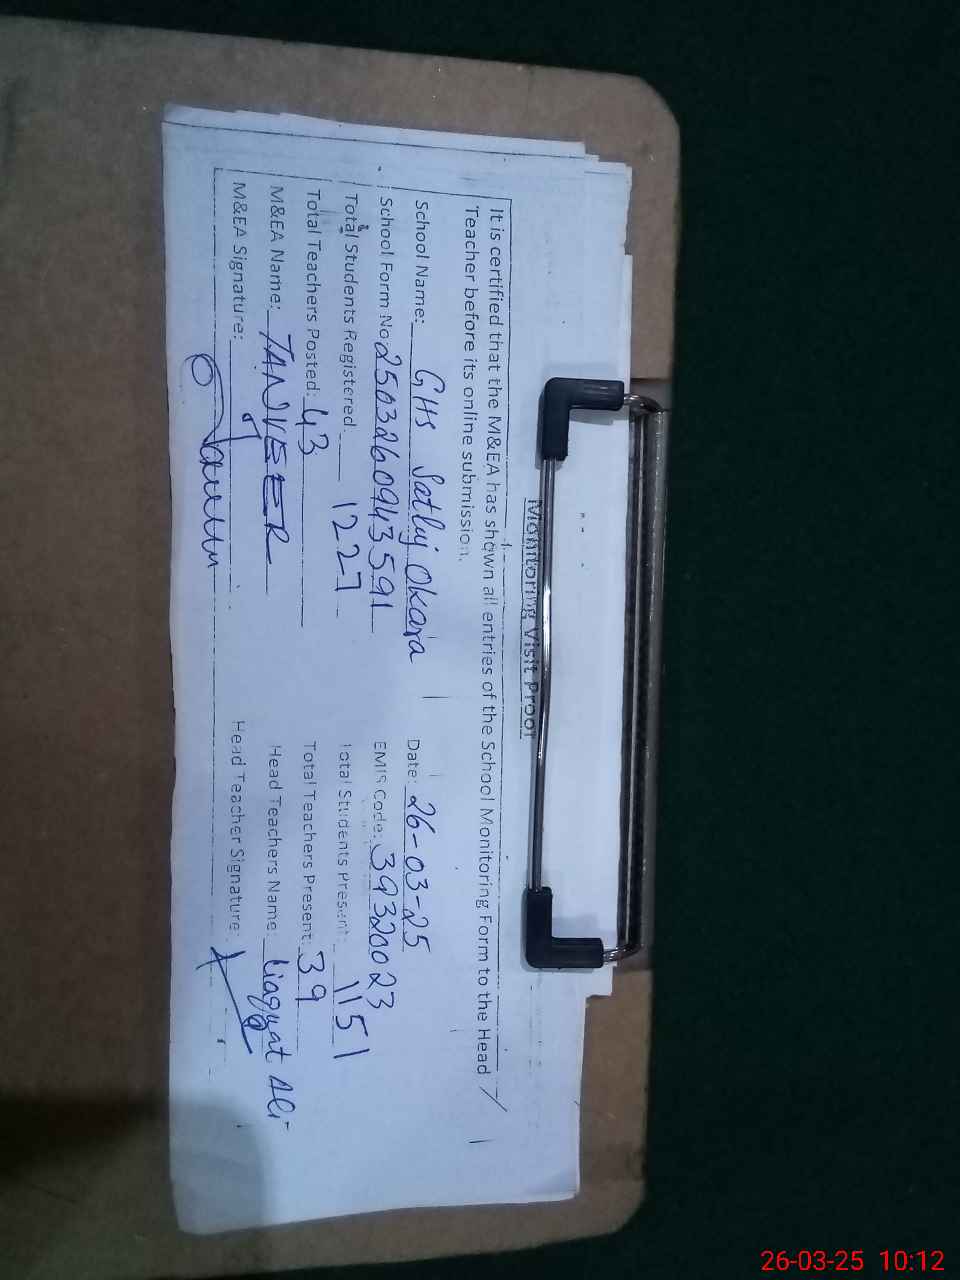 Monitoring Visit Proof
It is certified that the M&EA has shown all entries of the School Monitoring Form to the Head
Teacher before its online submission.
School Name: GHS Satluj Okara Date: 26-03-25
School Form No 2503260943591 EMIS Code: 39320023
Total Students Registered: 1227 Total Students Present: 1151
Total Teachers Posted: 43 Total Teachers Present: 39
M&EA Name: TANVEER Head Teachers Name: Liaquat Ali
M&EA Signature: Head Teacher Signature:
26-03-25 10:12